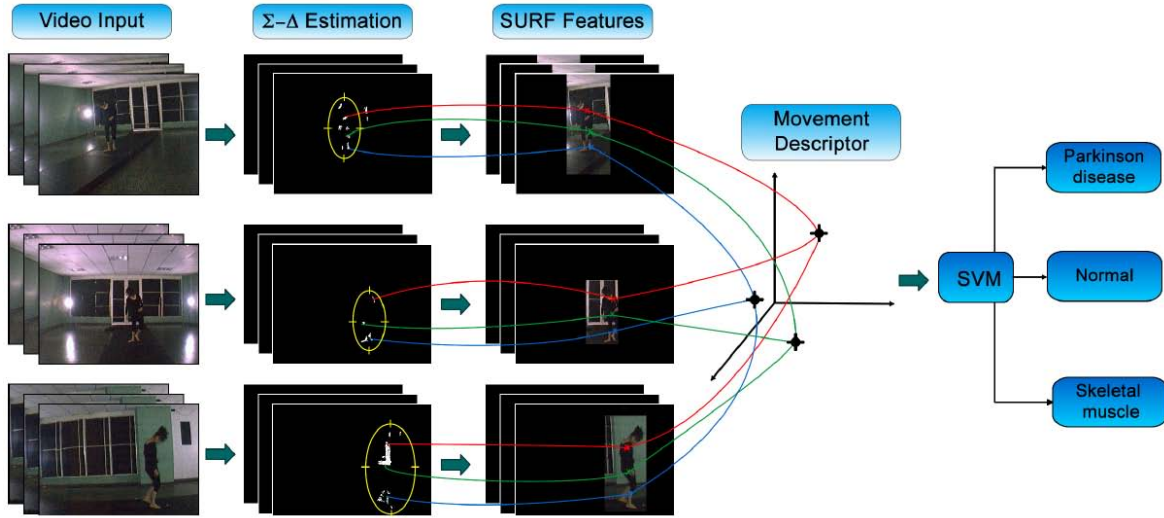 Video Input
Σ–Δ Estimation
SURF Features
Movement
Descriptor
SVM
Parkinson
disease
Normal
Skeletal
muscle